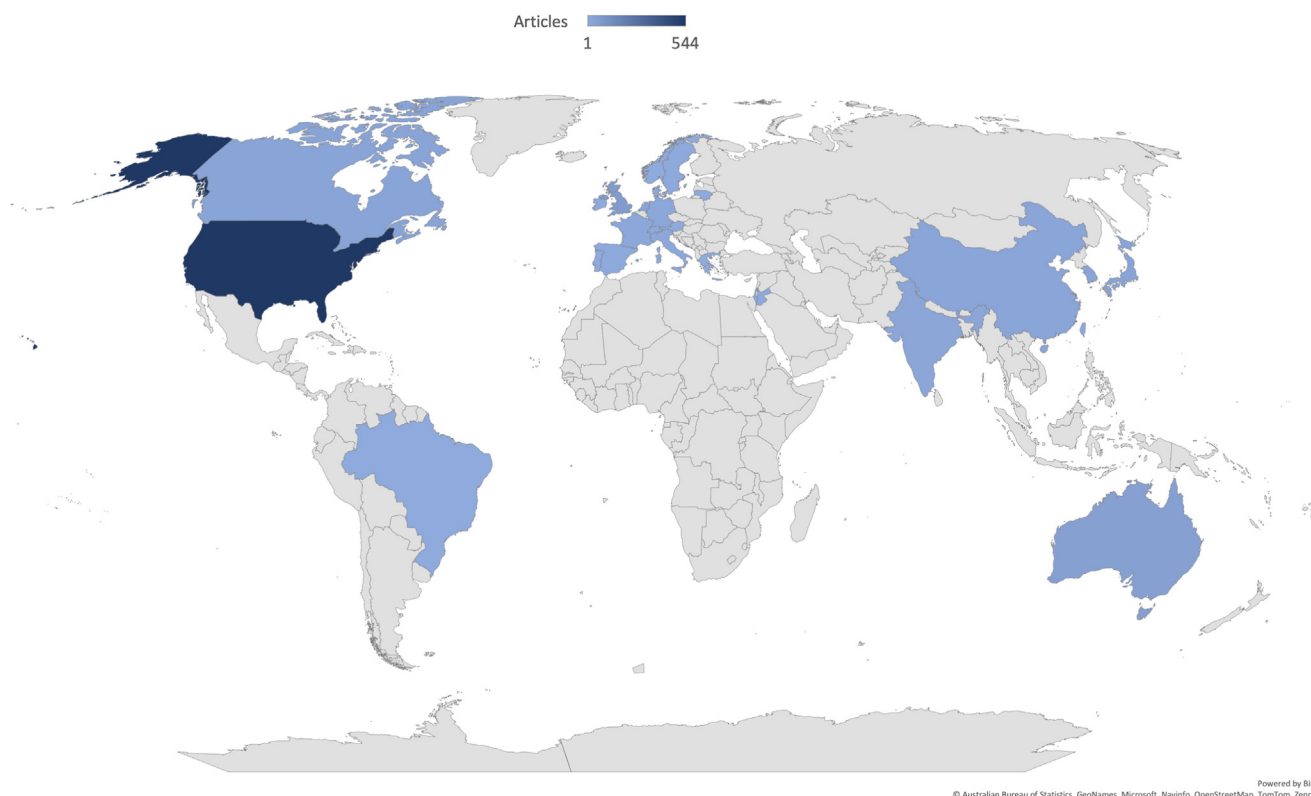 Articles
1 544
Powered by Bi
© Australian Bureau of Statistics, GeoNames, Microsoft, Navinfo, OpenStreetMap, TomTom, Zenr